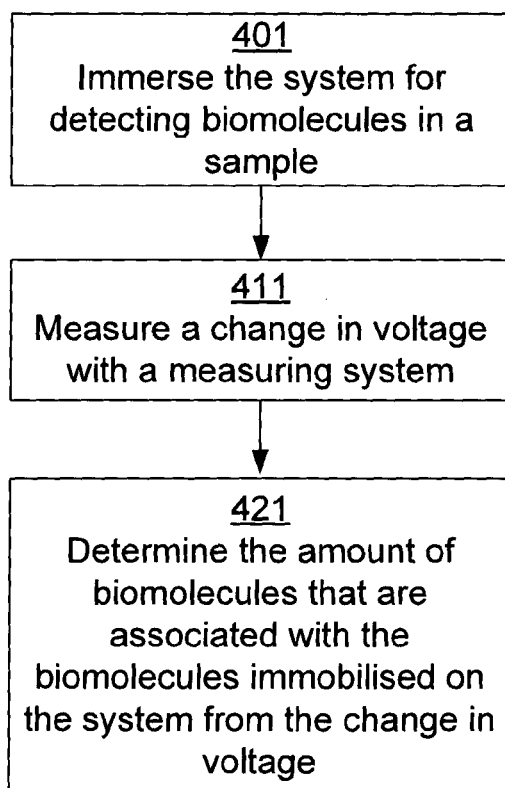 401
Immerse the system for
detecting biomolecules in a
sample
411
Measure a change in voltage
with a measuring system
421
Determine the amount of
biomolecules that are
associated with the
biomolecules immobilised on
the system from the change in
voltage